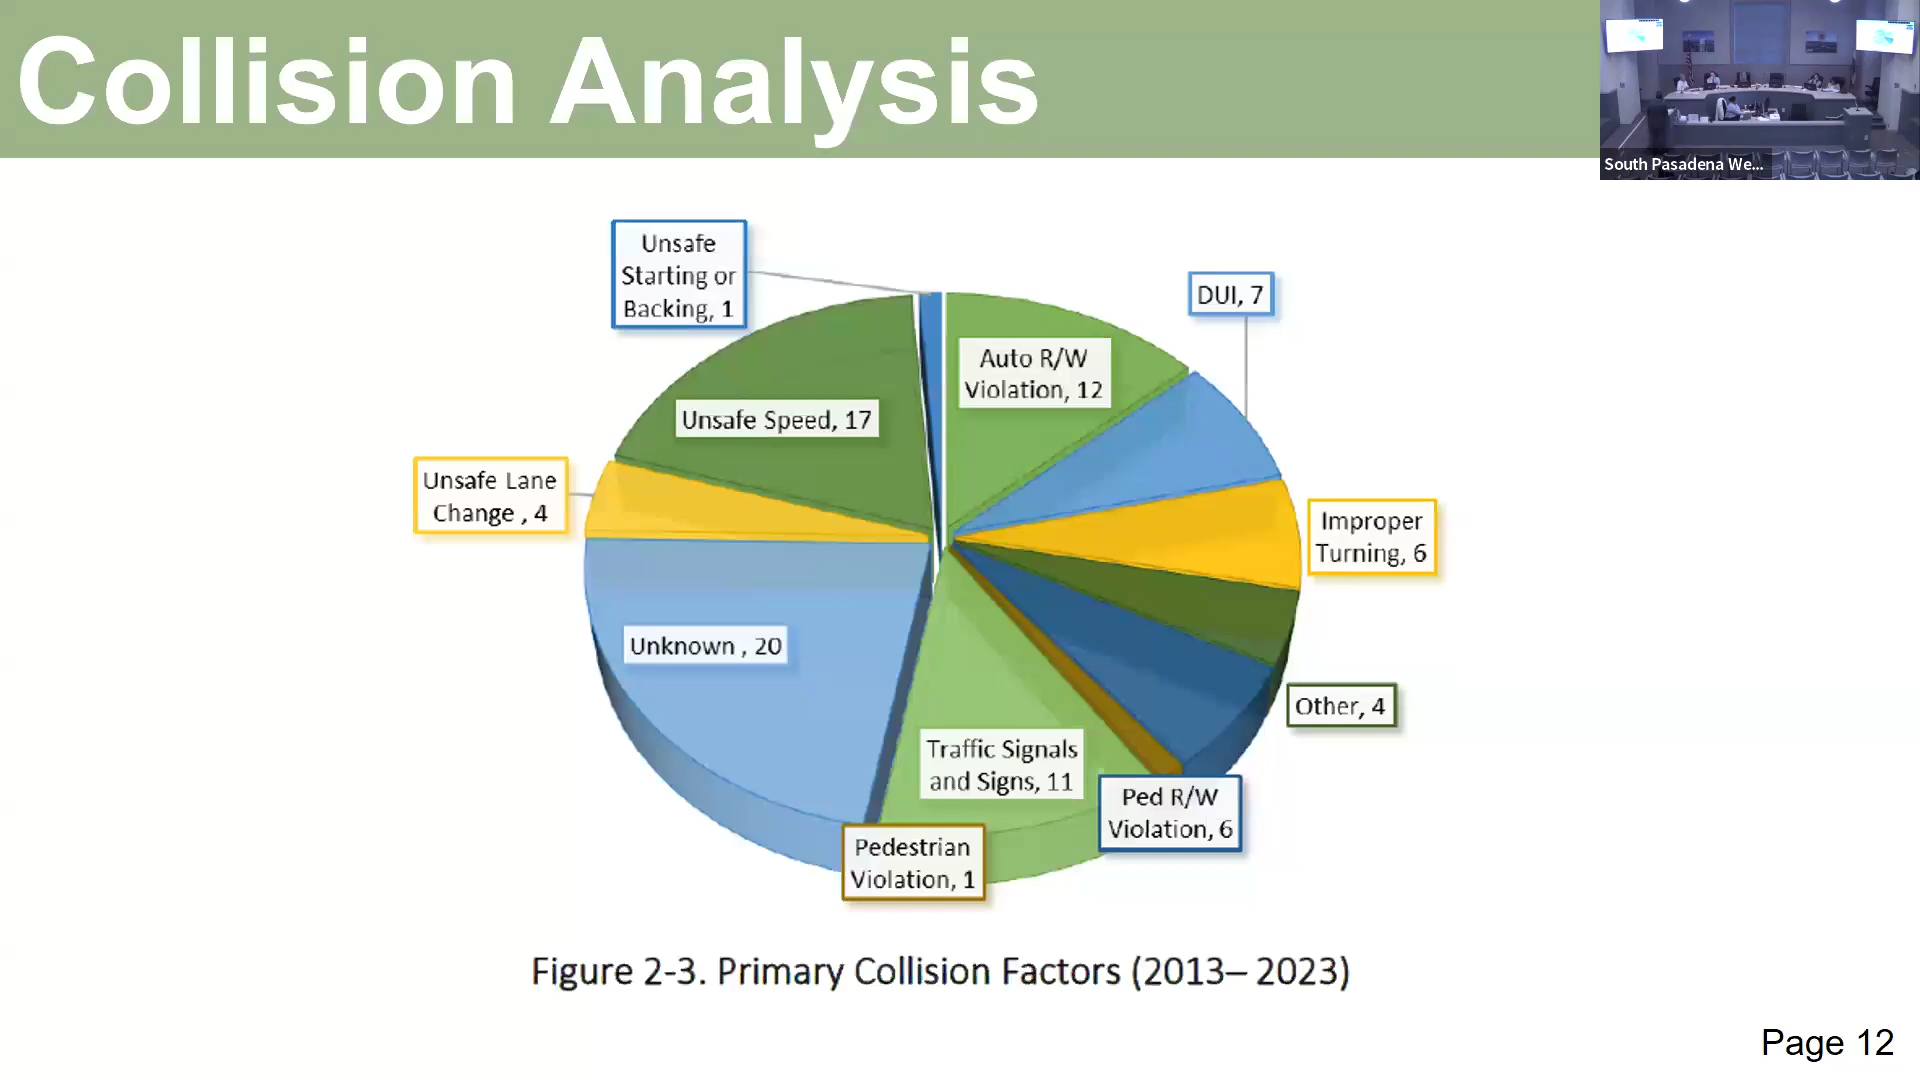 Collision Analysis
South Pasadena We...
Unsafe
Starting or
Backing, 1
DUI, 7
Auto R/W
Violation, 12
Unsafe Speed, 17
Unsafe Lane
Change , 4
Improper
Turning, 6
Unknown , 20
Other, 4
Traffic Signals
and Signs, 11
Ped R/W
Violation, 6
Pedestrian
Violation, 1
Figure 2-3. Primary Collision Factors (2013– 2023)
Page 12